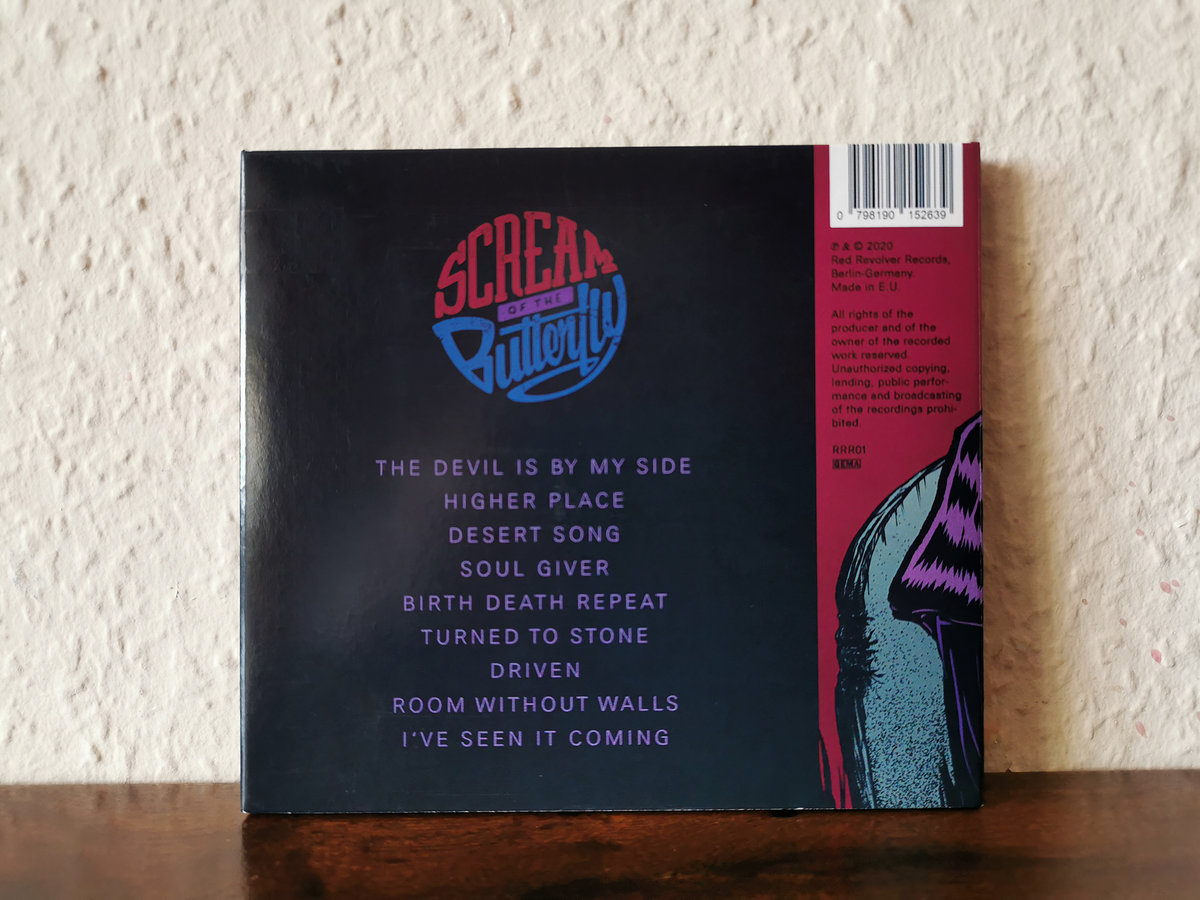 SCREAM
OF THE
Butterfly
THE DEVIL IS BY MY SIDE
HIGHER PLACE
DESERT SONG
SOUL GIVER
BIRTH DEATH REPEAT
TURNED TO STONE
DRIVEN
ROOM WITHOUT WALLS
I'VE SEEN IT COMING
0 798190 152639
℗ & © 2020
Red Revolver Records,
Berlin-Germany.
Made in E.U.
All rights of the
producer and of the
owner of the recorded
work reserved.
Unauthorized copying,
lending, public perfor-
mance and broadcasting
of the recordings prohi-
bited.
RRR01
GEMA